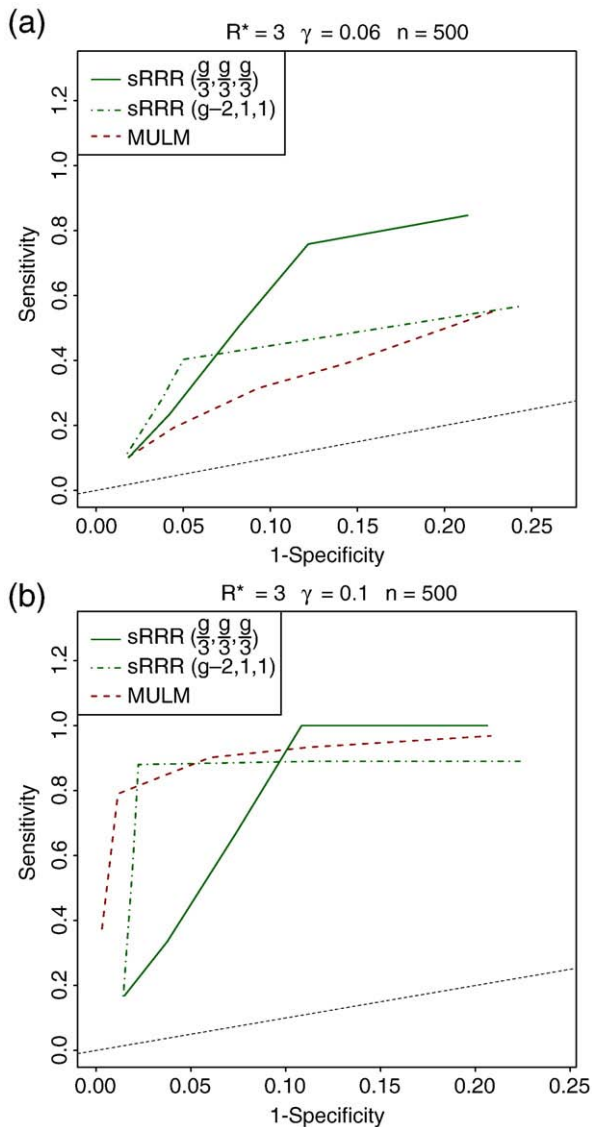 (a)
R* = 3 γ = 0.06 n = 500
sRRR (g/3, g/3, g/3)
sRRR (g–2,1,1)
MULM
Sensitivity
1.2
1.0
0.8
0.6
0.4
0.2
0.0
0.00 0.05 0.10 0.15 0.20 0.25
1-Specificity
(b)
R* = 3 γ = 0.1 n = 500
sRRR (g/3, g/3, g/3)
sRRR (g–2,1,1)
MULM
Sensitivity
1.2
1.0
0.8
0.6
0.4
0.2
0.0
0.00 0.05 0.10 0.15 0.20 0.25
1-Specificity